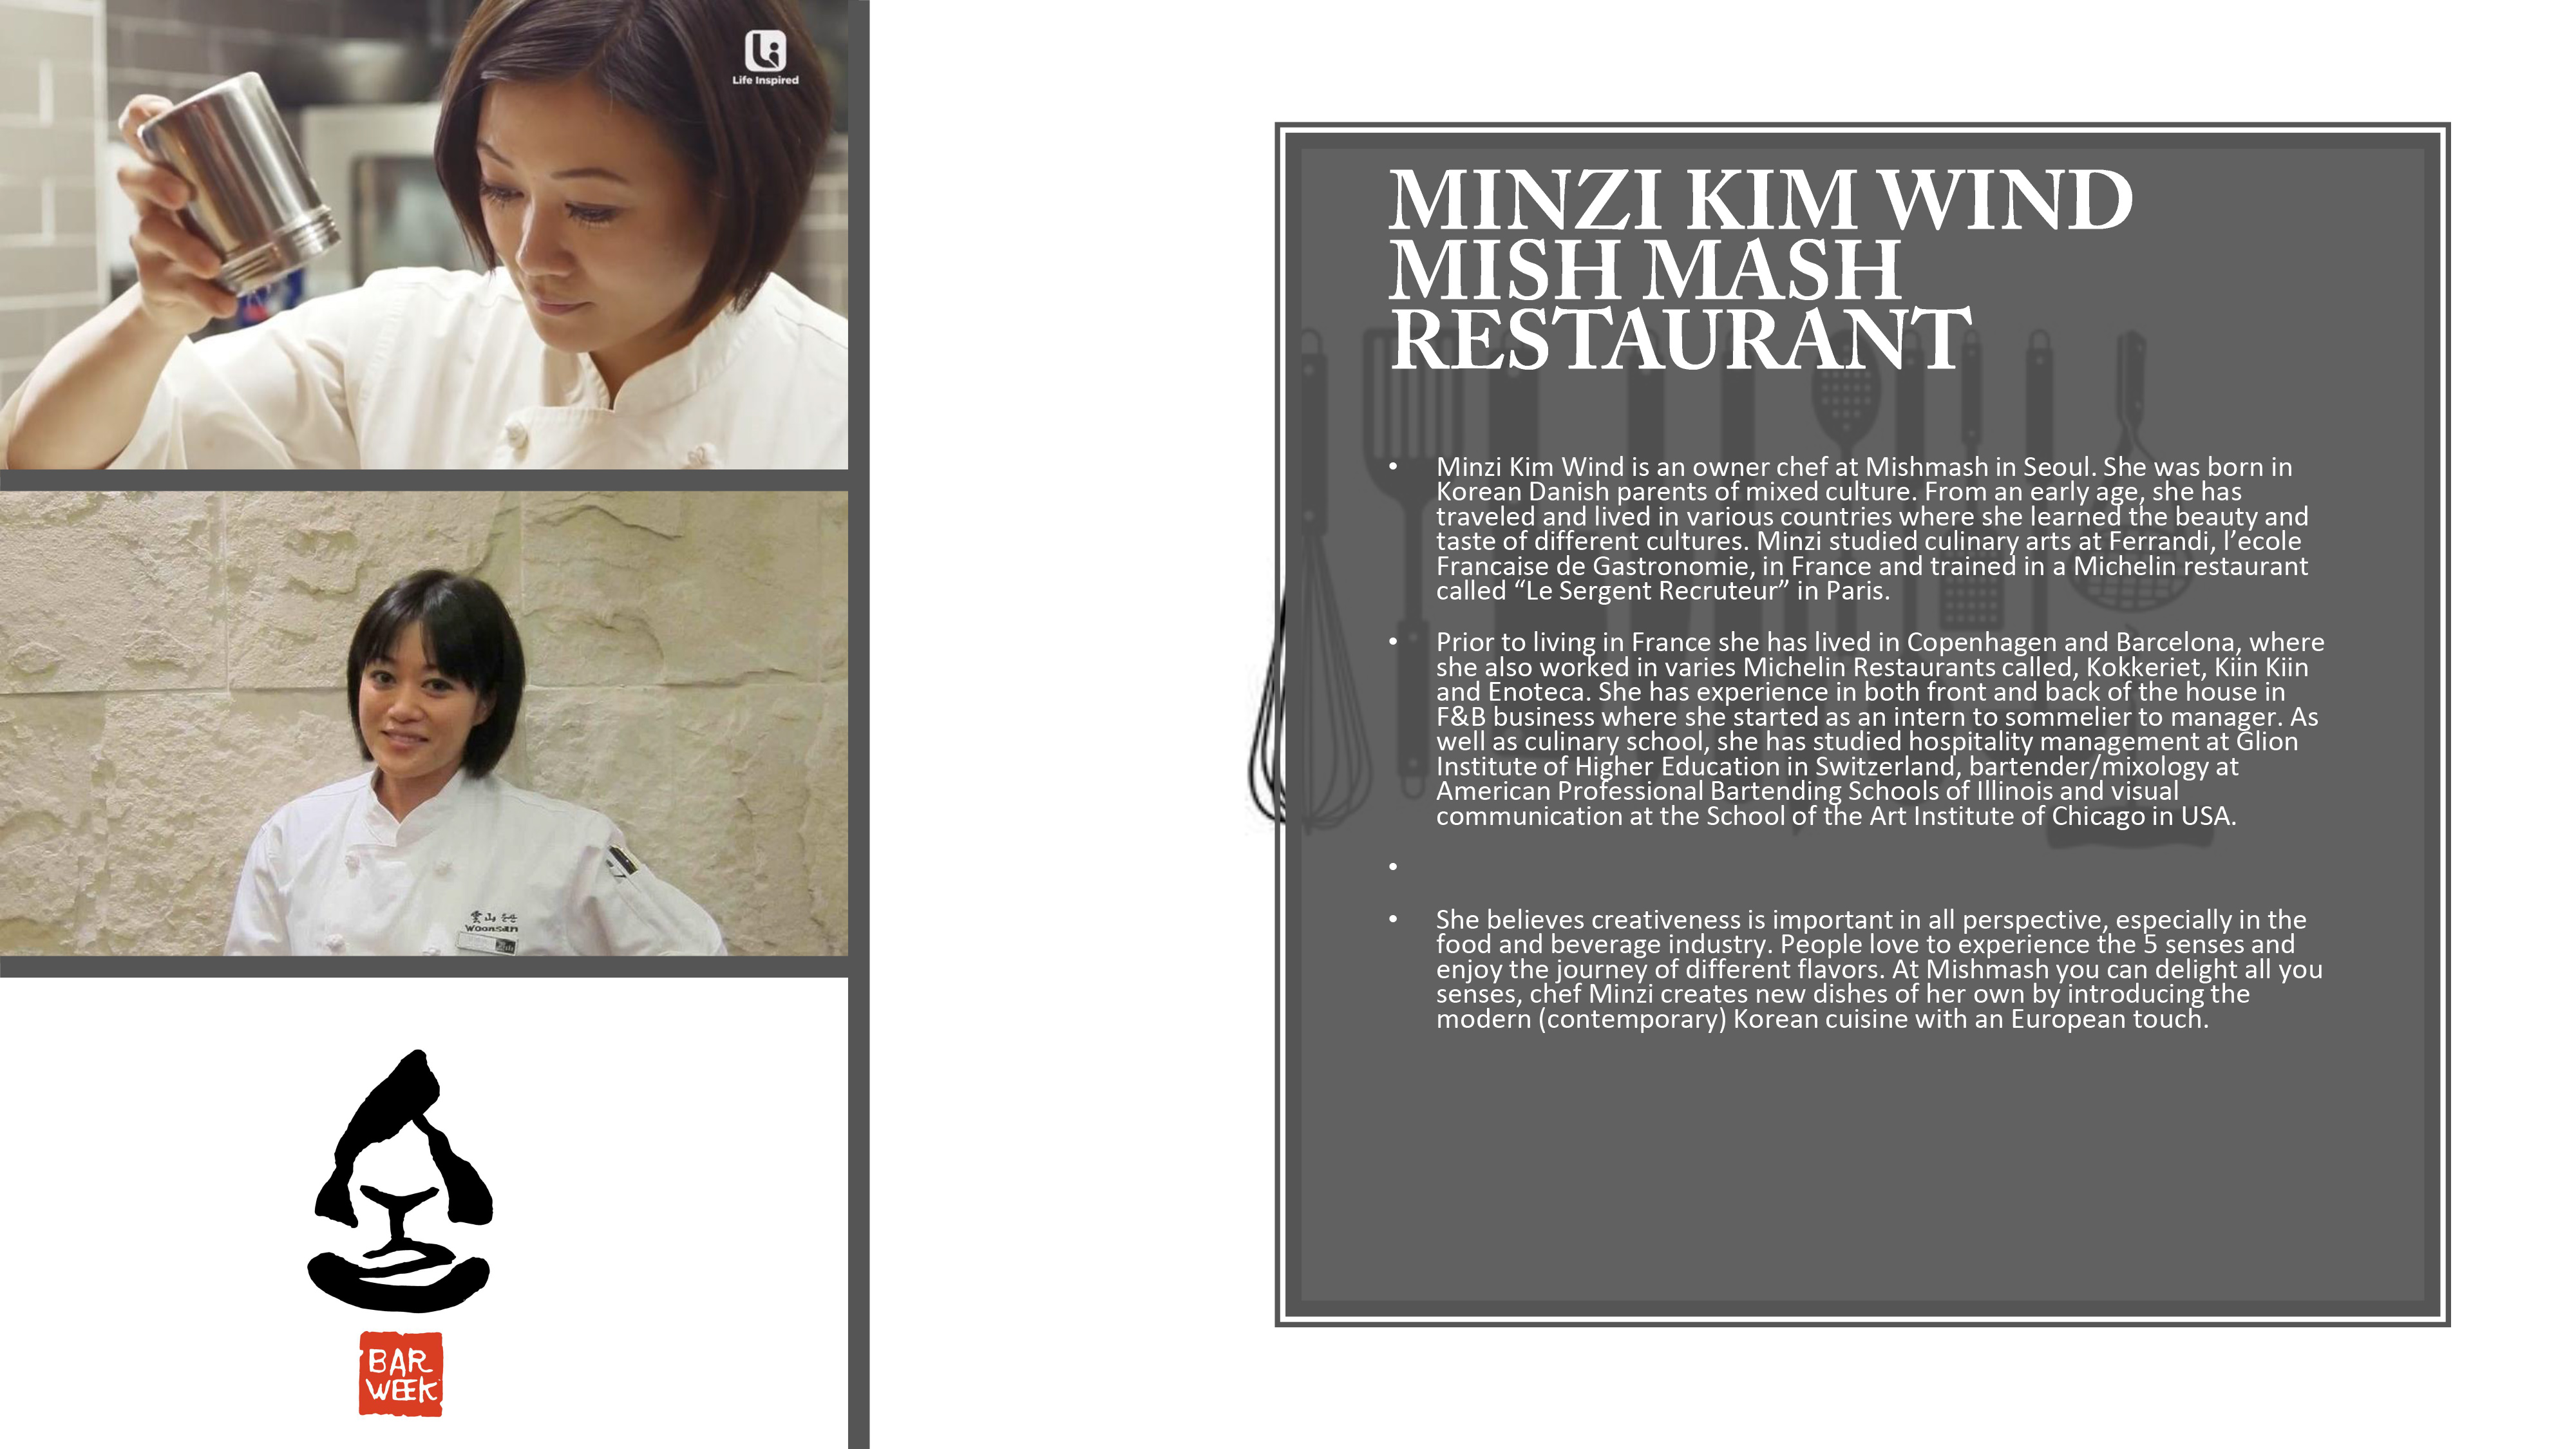 Life Inspired
MINZI KIM WIND
MISH MASH
RESTAURANT
• Minzi Kim Wind is an owner chef at Mishmash in Seoul. She was born in
Korean Danish parents of mixed culture. From an early age, she has
traveled and lived in various countries where she learned the beauty and
taste of different cultures. Minzi studied culinary arts at Ferrandi, l’ecole
Francaise de Gastronomie, in France and trained in a Michelin restaurant
called “Le Sergent Recruteur” in Paris.
• Prior to living in France she has lived in Copenhagen and Barcelona, where
she also worked in varies Michelin Restaurants called, Kokkeriet, Kiin Kiin
and Enoteca. She has experience in both front and back of the house in
F&B business where she started as an intern to sommelier to manager. As
well as culinary school, she has studied hospitality management at Glion
Institute of Higher Education in Switzerland, bartender/mixology at
American Professional Bartending Schools of Illinois and visual
communication at the School of the Art Institute of Chicago in USA.
•
• She believes creativeness is important in all perspective, especially in the
food and beverage industry. People love to experience the 5 senses and
enjoy the journey of different flavors. At Mishmash you can delight all you
senses, chef Minzi creates new dishes of her own by introducing the
modern (contemporary) Korean cuisine with an European touch.
Woonsan
BAR
WEEK